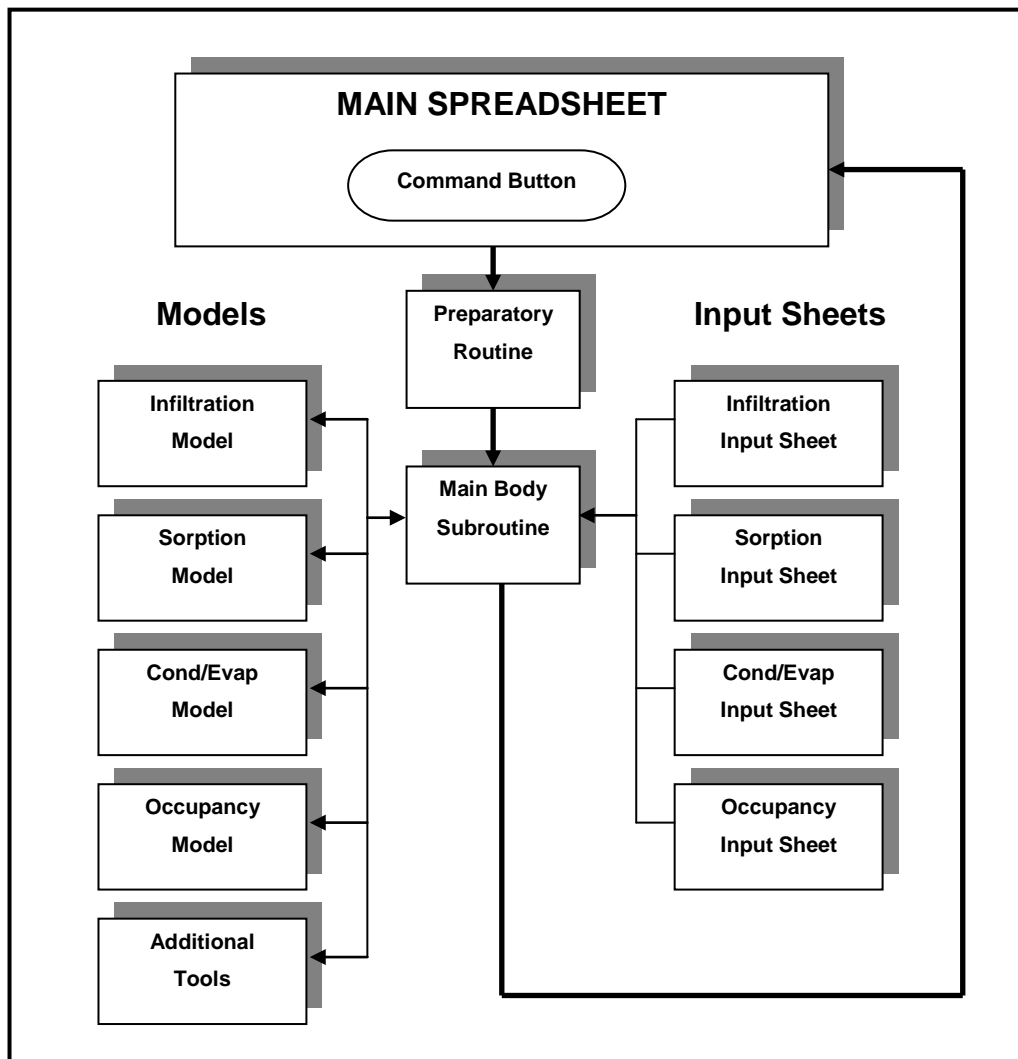 MAIN SPREADSHEET
Command Button
Models
Preparatory
Routine
Input Sheets
Infiltration
Model
Sorption
Model
Cond/Evap
Model
Occupancy
Model
Additional
Tools
Main Body
Subroutine
Infiltration
Input Sheet
Sorption
Input Sheet
Cond/Evap
Input Sheet
Occupancy
Input Sheet